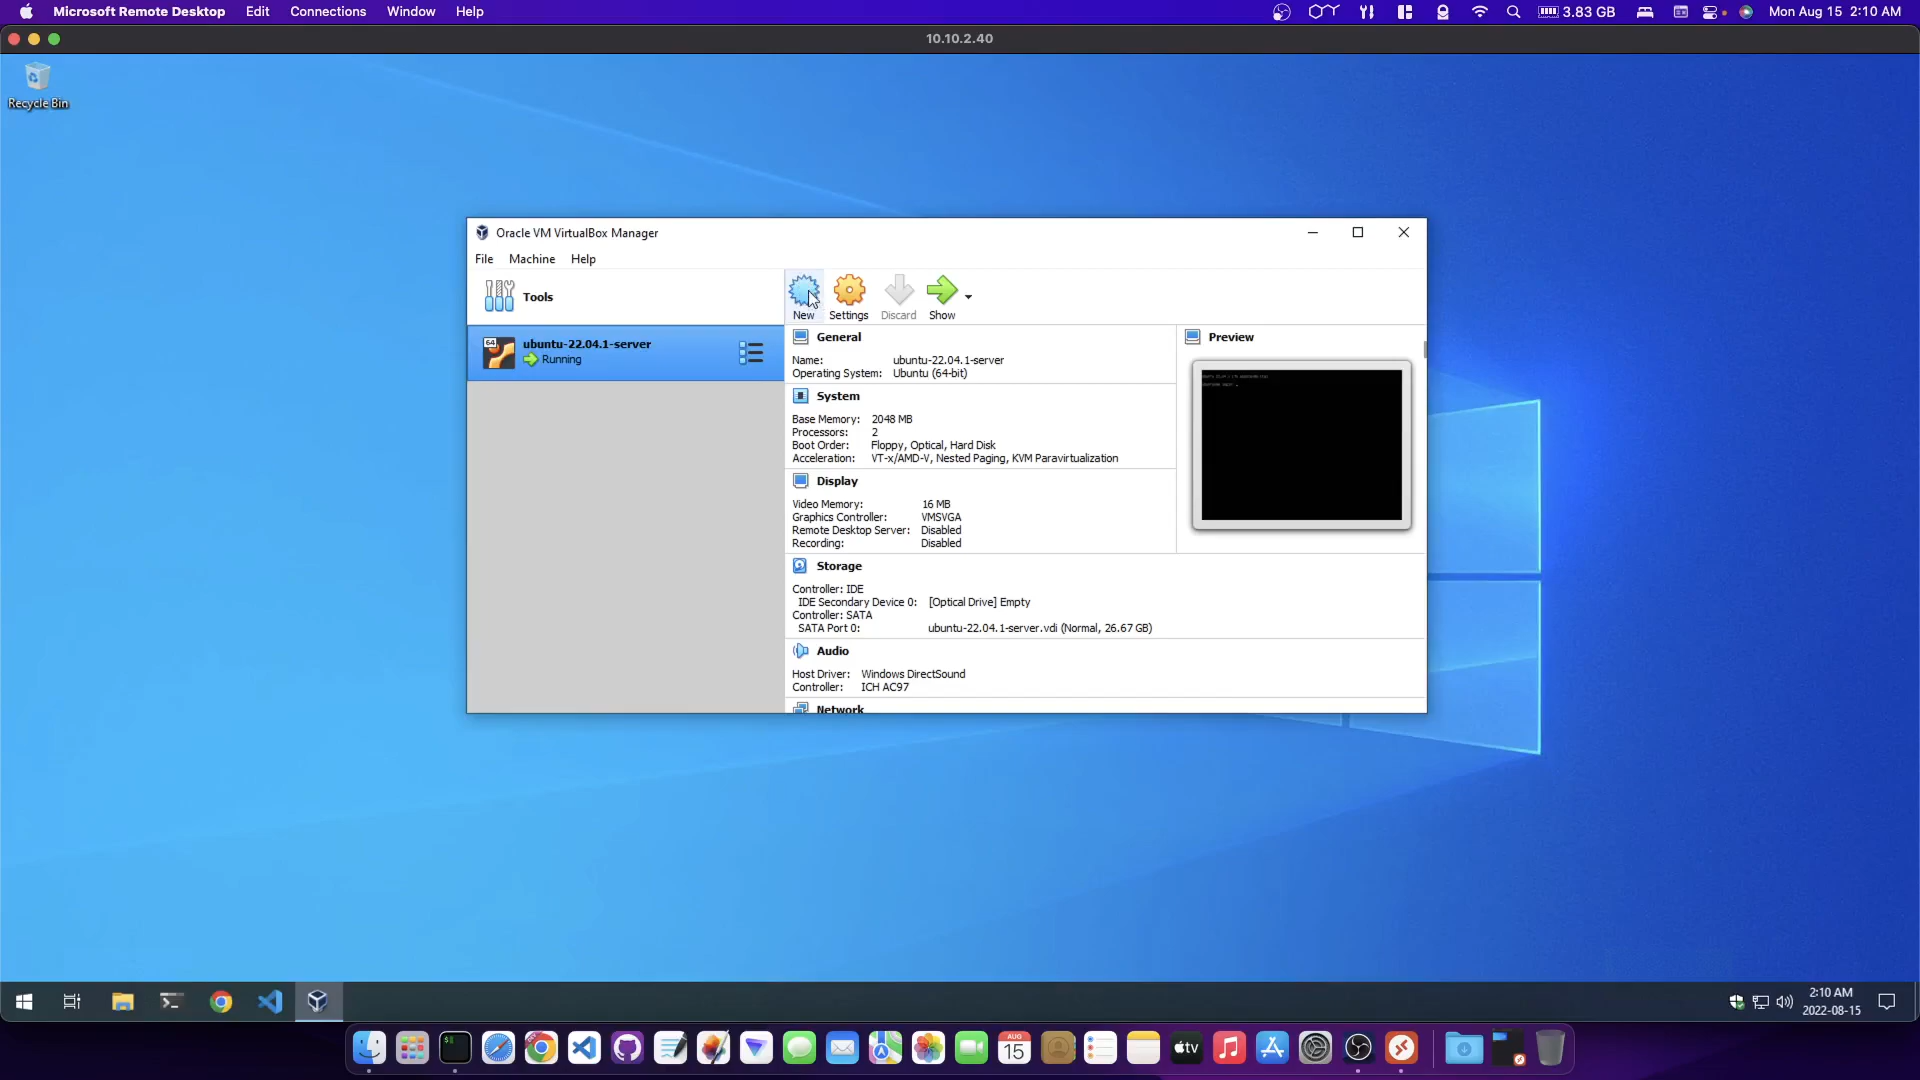 Microsoft Remote Desktop Edit Connections Window Help 3.83 GB Mon Aug 15 2:10 AM
10.10.2.40
Recycle Bin
Oracle VM VirtualBox Manager
File Machine Help
Tools
New Settings Discard Show
64 ubuntu-22.04.1-server
Running
General
Name: ubuntu-22.04.1-server
Operating System: Ubuntu (64-bit)
System
Base Memory: 2048 MB
Processors: 2
Boot Order: Floppy, Optical, Hard Disk
Acceleration: VT-x/AMD-V, Nested Paging, KVM Paravirtualization
Display
Video Memory: 16 MB
Graphics Controller: VMSVGA
Remote Desktop Server: Disabled
Recording: Disabled
Storage
Controller: IDE
IDE Secondary Device 0: [Optical Drive] Empty
Controller: SATA
SATA Port 0: ubuntu-22.04.1-server.vdi (Normal, 26.67 GB)
Audio
Host Driver: Windows DirectSound
Controller: ICH AC97
Network
Preview
2:10 AM
2022-08-15
AUG
15
tv